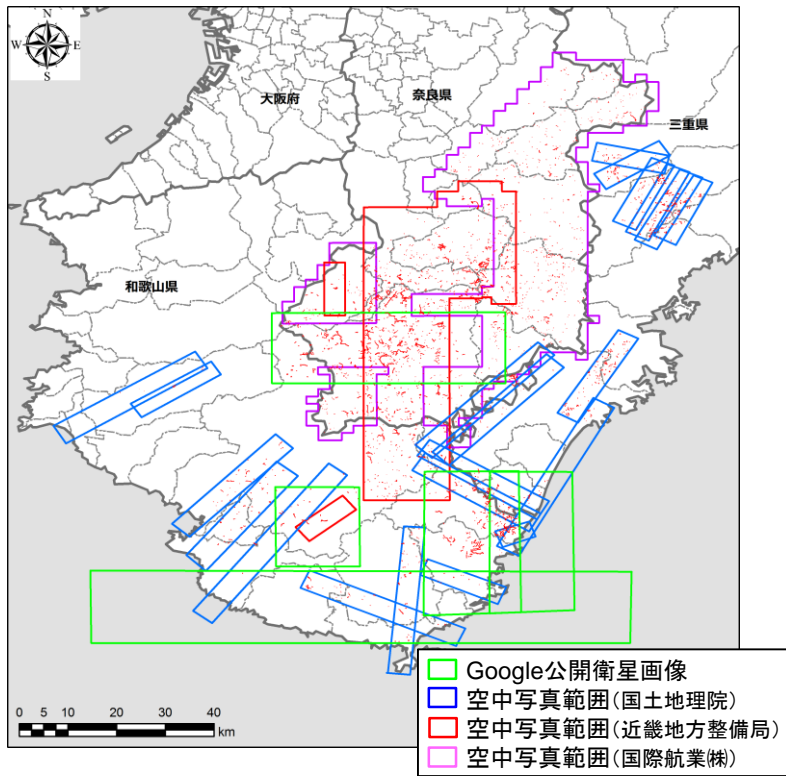 N
W E
S
大阪府
奈良県
三重県
和歌山県
0 5 10 20 30 40
km
Google公開衛星画像
空中写真範囲(国土地理院)
空中写真範囲(近畿地方整備局)
空中写真範囲(国際航業㈱)